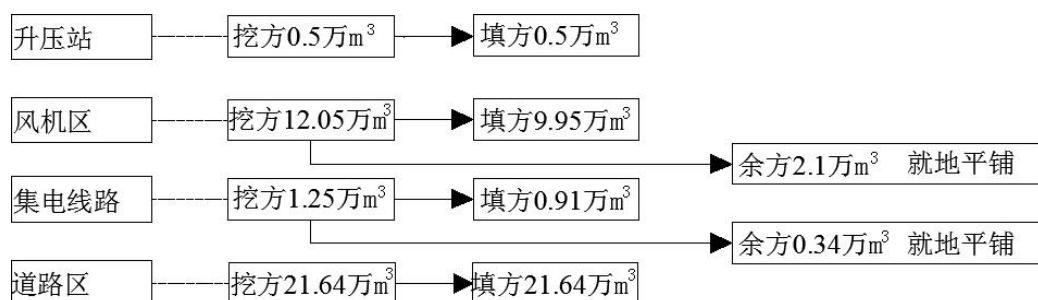 升压站 挖方0.5万m³ 填方0.5万m³
风机区 挖方12.05万m³ 填方9.95万m³
余方2.1万m³ 就地平铺
集电线路 挖方1.25万m³ 填方0.91万m³
余方0.34万m³ 就地平铺
道路区 挖方21.64万m³ 填方21.64万m³